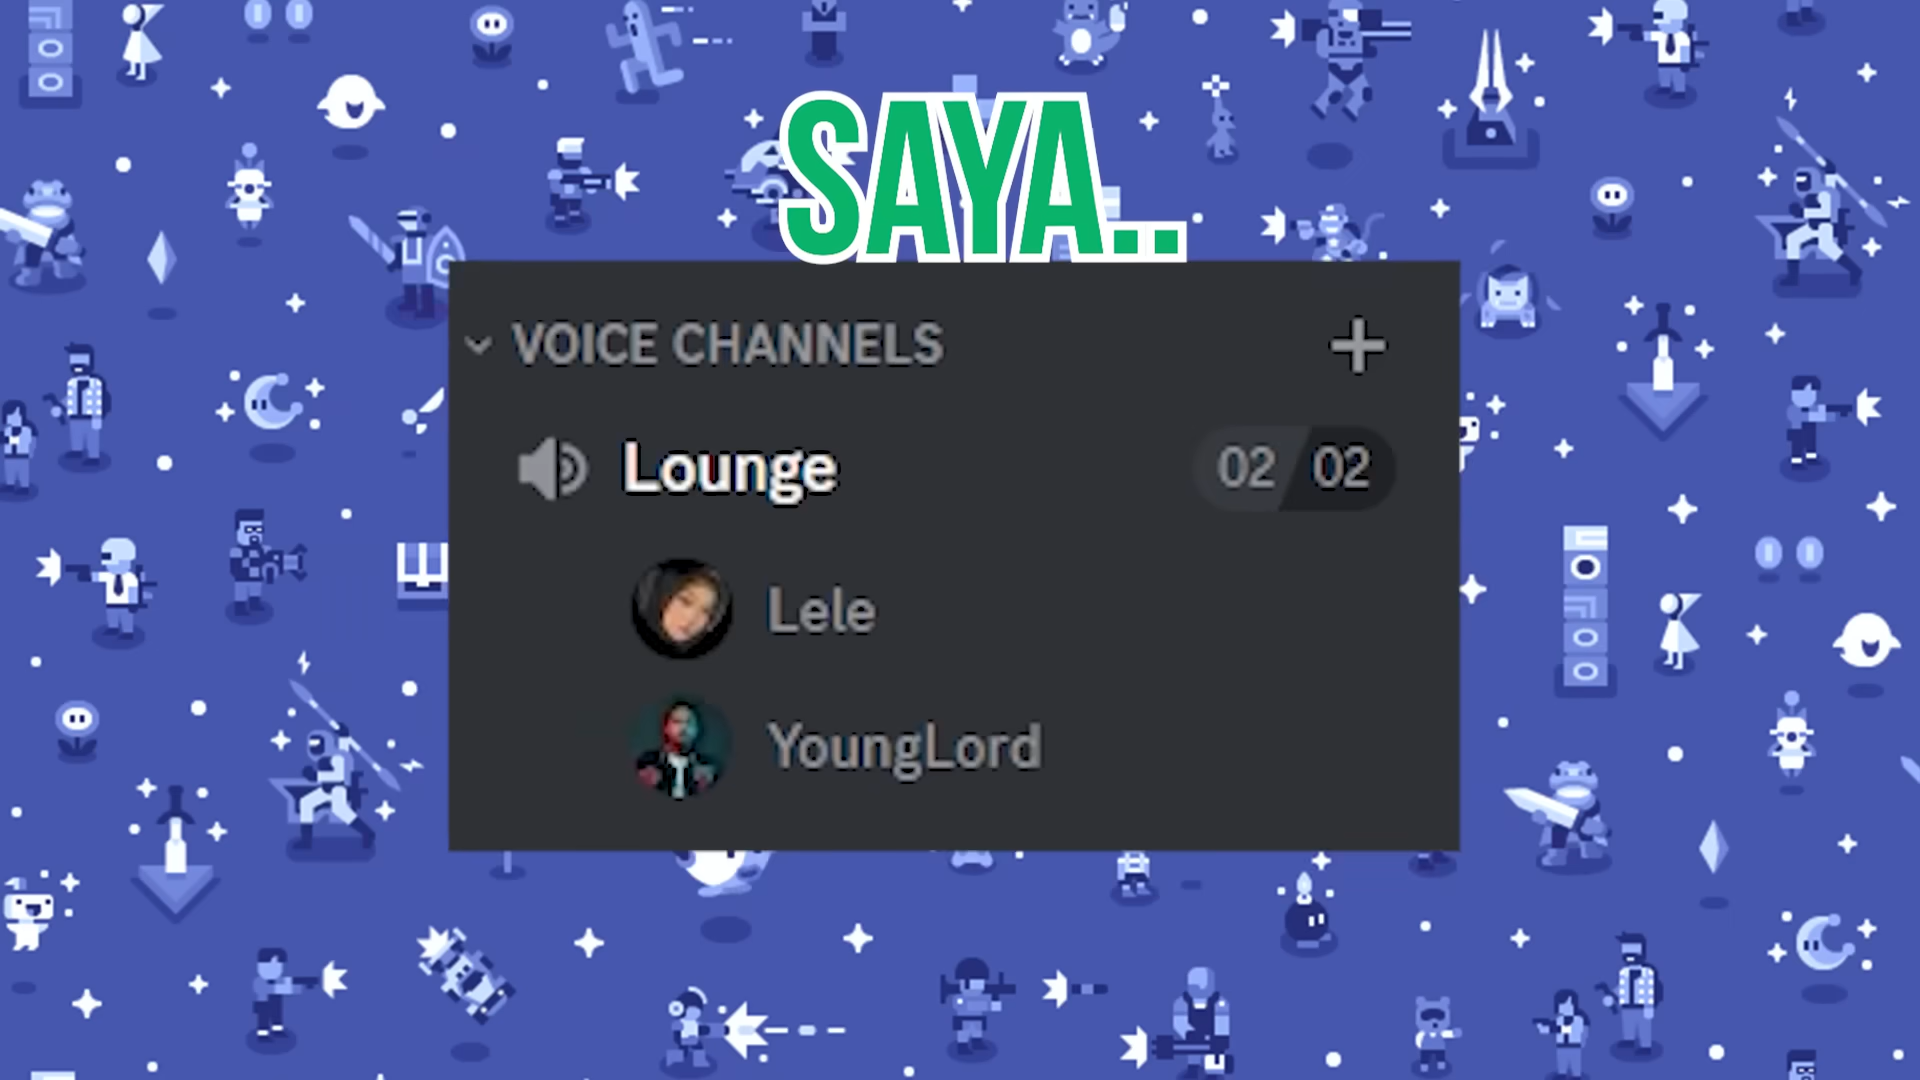 SAYA..
VOICE CHANNELS +
Lounge 02 / 02
Lele
YoungLord